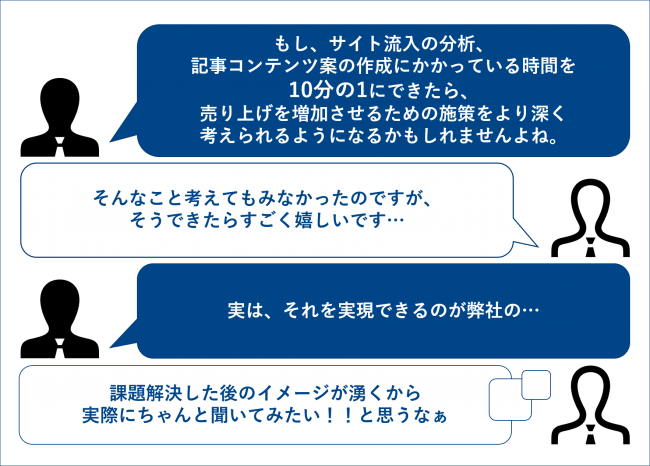 もし、サイト流入の分析、
記事コンテンツ案の作成にかかっている時間を
10分の1にできたら、
売り上げを増加させるための施策をより深く
考えられるようになるかもしれませんよね。
そんなこと考えてもみなかったのですが、
そうできたらすごく嬉しいです…
実は、それを実現できるのが弊社の…
課題解決した後のイメージが湧くから
実際にちゃんと聞いてみたい！！と思うなぁ